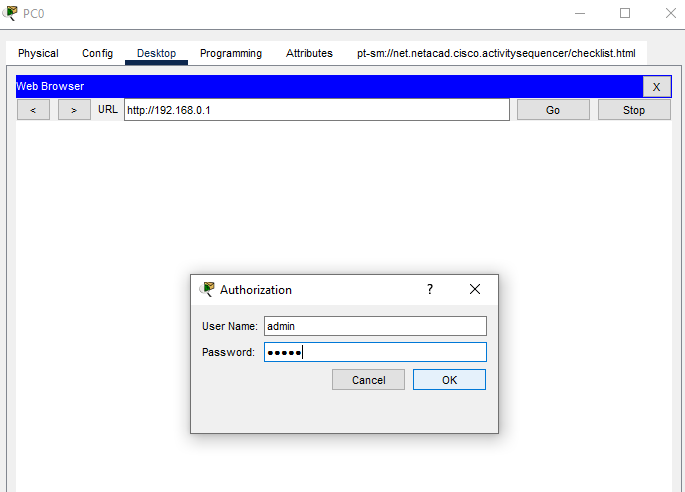 PC0
Physical Config Desktop Programming Attributes pt-sm://net.netacad.cisco.activitysequencer/checklist.html
Web Browser X
< > URL http://192.168.0.1 Go Stop
Authorization ?
User Name: admin
Password: •••••
Cancel OK